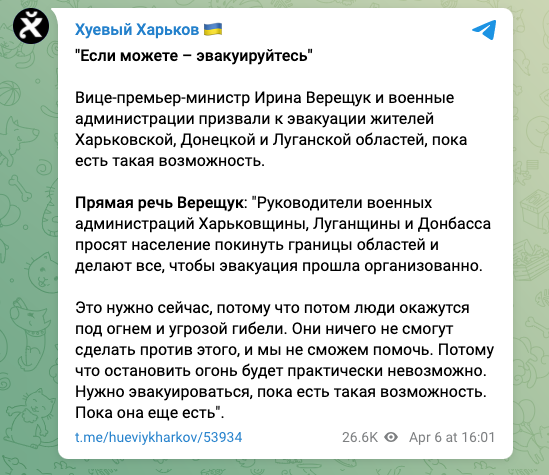 Хуевый Харьков 🇺🇦
"Если можете – эвакуируйтесь"
Вице-премьер-министр Ирина Верещук и военные
администрации призвали к эвакуации жителей
Харьковской, Донецкой и Луганской областей, пока
есть такая возможность.
Прямая речь Верещук: "Руководители военных
администраций Харьковщины, Луганщины и Донбасса
просят население покинуть границы областей и
делают все, чтобы эвакуация прошла организованно.
Это нужно сейчас, потому что потом люди окажутся
под огнем и угрозой гибели. Они ничего не смогут
сделать против этого, и мы не сможем помочь. Потому
что остановить огонь будет практически невозможно.
Нужно эвакуироваться, пока есть такая возможность.
Пока она еще есть".
t.me/hueviykharkov/53934 26.6K Apr 6 at 16:01